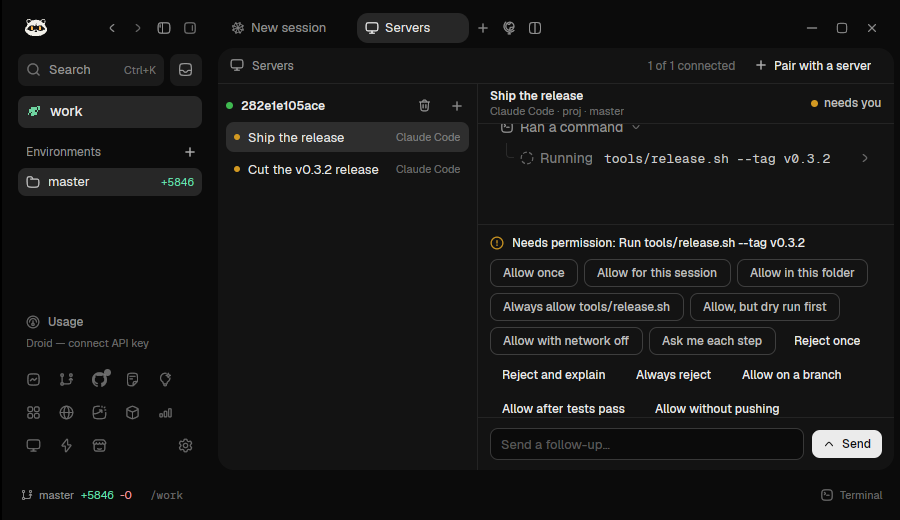 New session
Servers
Search
Ctrl+K
work
Environments
master
+5846
Usage
Droid — connect API key
Servers
1 of 1 connected
Pair with a server
282e1e105ace
Ship the release
Claude Code
Cut the v0.3.2 release
Claude Code
Ship the release
Claude Code · proj · master
needs you
Ran a command
Running tools/release.sh --tag v0.3.2
Needs permission: Run tools/release.sh --tag v0.3.2
Allow once
Allow for this session
Allow in this folder
Always allow tools/release.sh
Allow, but dry run first
Allow with network off
Ask me each step
Reject once
Reject and explain
Always reject
Allow on a branch
Allow after tests pass
Allow without pushing
Send a follow-up…
Send
master +5846 -0 /work
Terminal